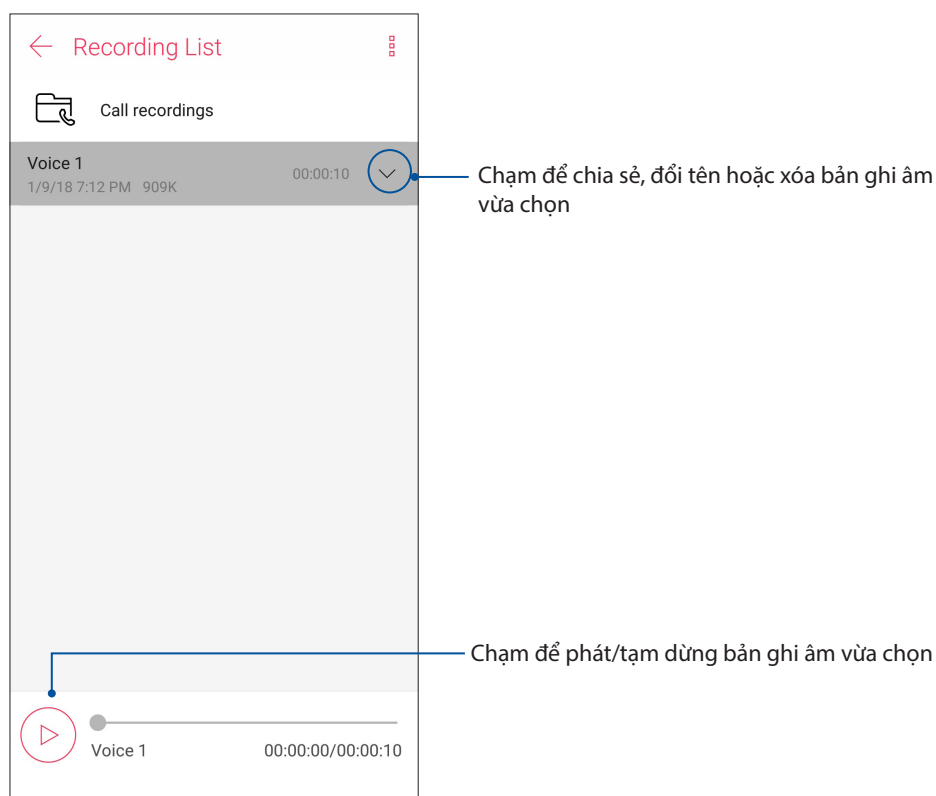 Recording List
Call recordings
Voice 1
00:00:10
1/9/18 7:12 PM 909K
Chạm để chia sẻ, đổi tên hoặc xóa bản ghi âm
vừa chọn
Chạm để phát/tạm dừng bản ghi âm vừa chọn
Voice 1 00:00:00/00:00:10